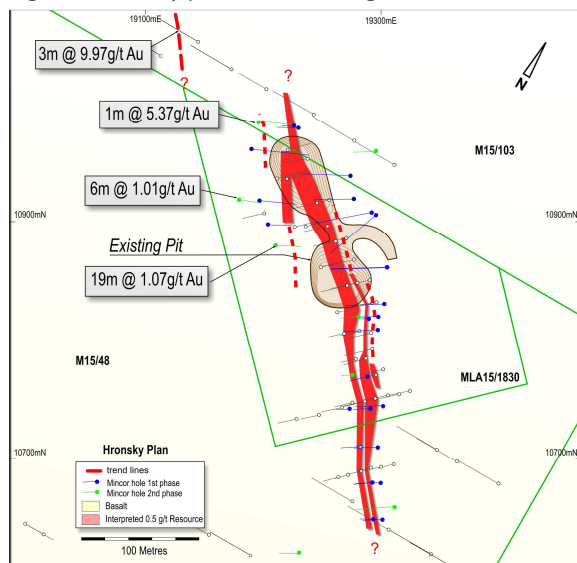 19100mE
19300mE
3m @ 9.97g/t Au
?
?
N
1m @ 5.37g/t Au
M15/103
6m @ 1.01g/t Au
10900mN
10900mN
Existing Pit
19m @ 1.07g/t Au
M15/48
MLA15/1830
10700mN
10700mN
Hronsky Plan
trend lines
Mincor hole 1st phase
Mincor hole 2nd phase
Basalt
Interpreted 0.5 g/t Resource
100 Metres
?